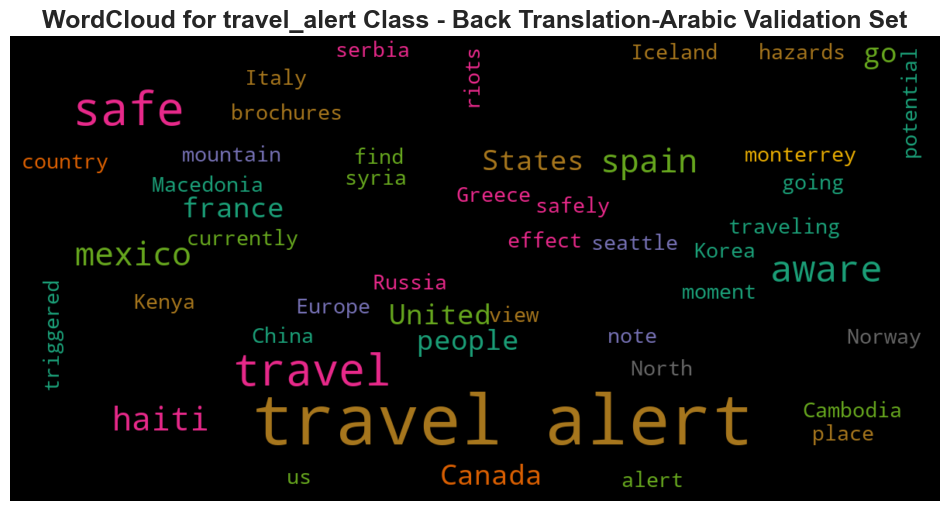 WordCloud for travel_alert Class - Back Translation-Arabic Validation Set
serbia
riots
Iceland
hazards
go
potential
Italy
safe
brochures
country
mountain
find
States
spain
monterrey
syria
Macedonia
going
france
Greece
safely
traveling
currently
effect
seattle
Korea
mexico
aware
Russia
moment
triggered
Kenya
Europe
United
view
China
people
note
Norway
travel
North
haiti
travel alert
Cambodia
place
us
Canada
alert